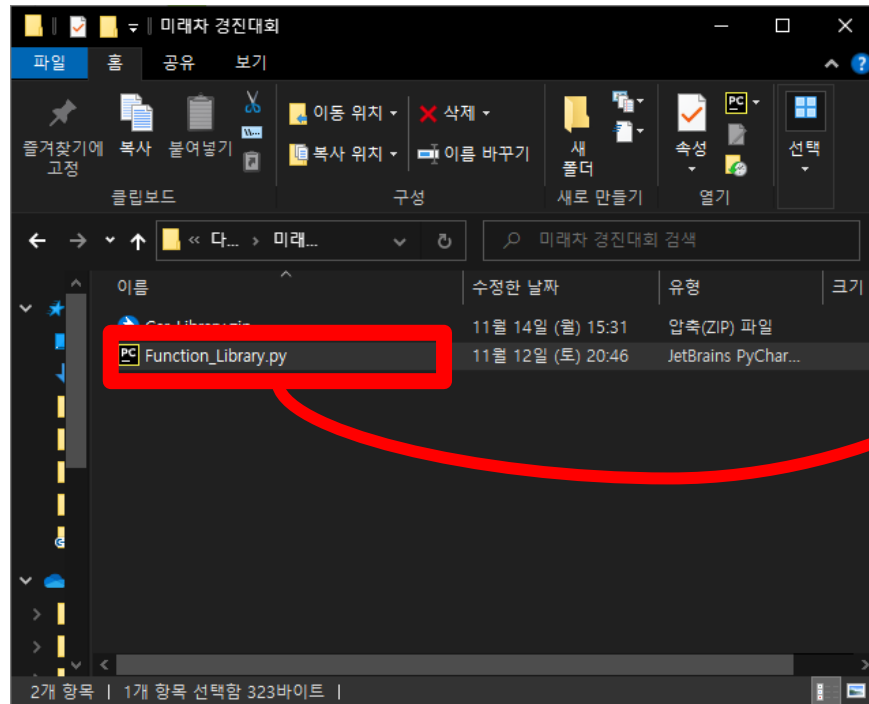 미래차 경진대회
파일 홈 공유 보기
즐겨찾기에 고정
복사
붙여넣기
클립보드
이동 위치
복사 위치
삭제
이름 바꾸기
구성
새 폴더
새로 만들기
속성
열기
선택
« 다... › 미래...
미래차 경진대회 검색
이름 수정한 날짜 유형 크기
11월 14일 (월) 15:31 압축(ZIP) 파일
PC Function_Library.py 11월 12일 (토) 20:46 JetBrains PyChar...
2개 항목 | 1개 항목 선택함 323바이트 |